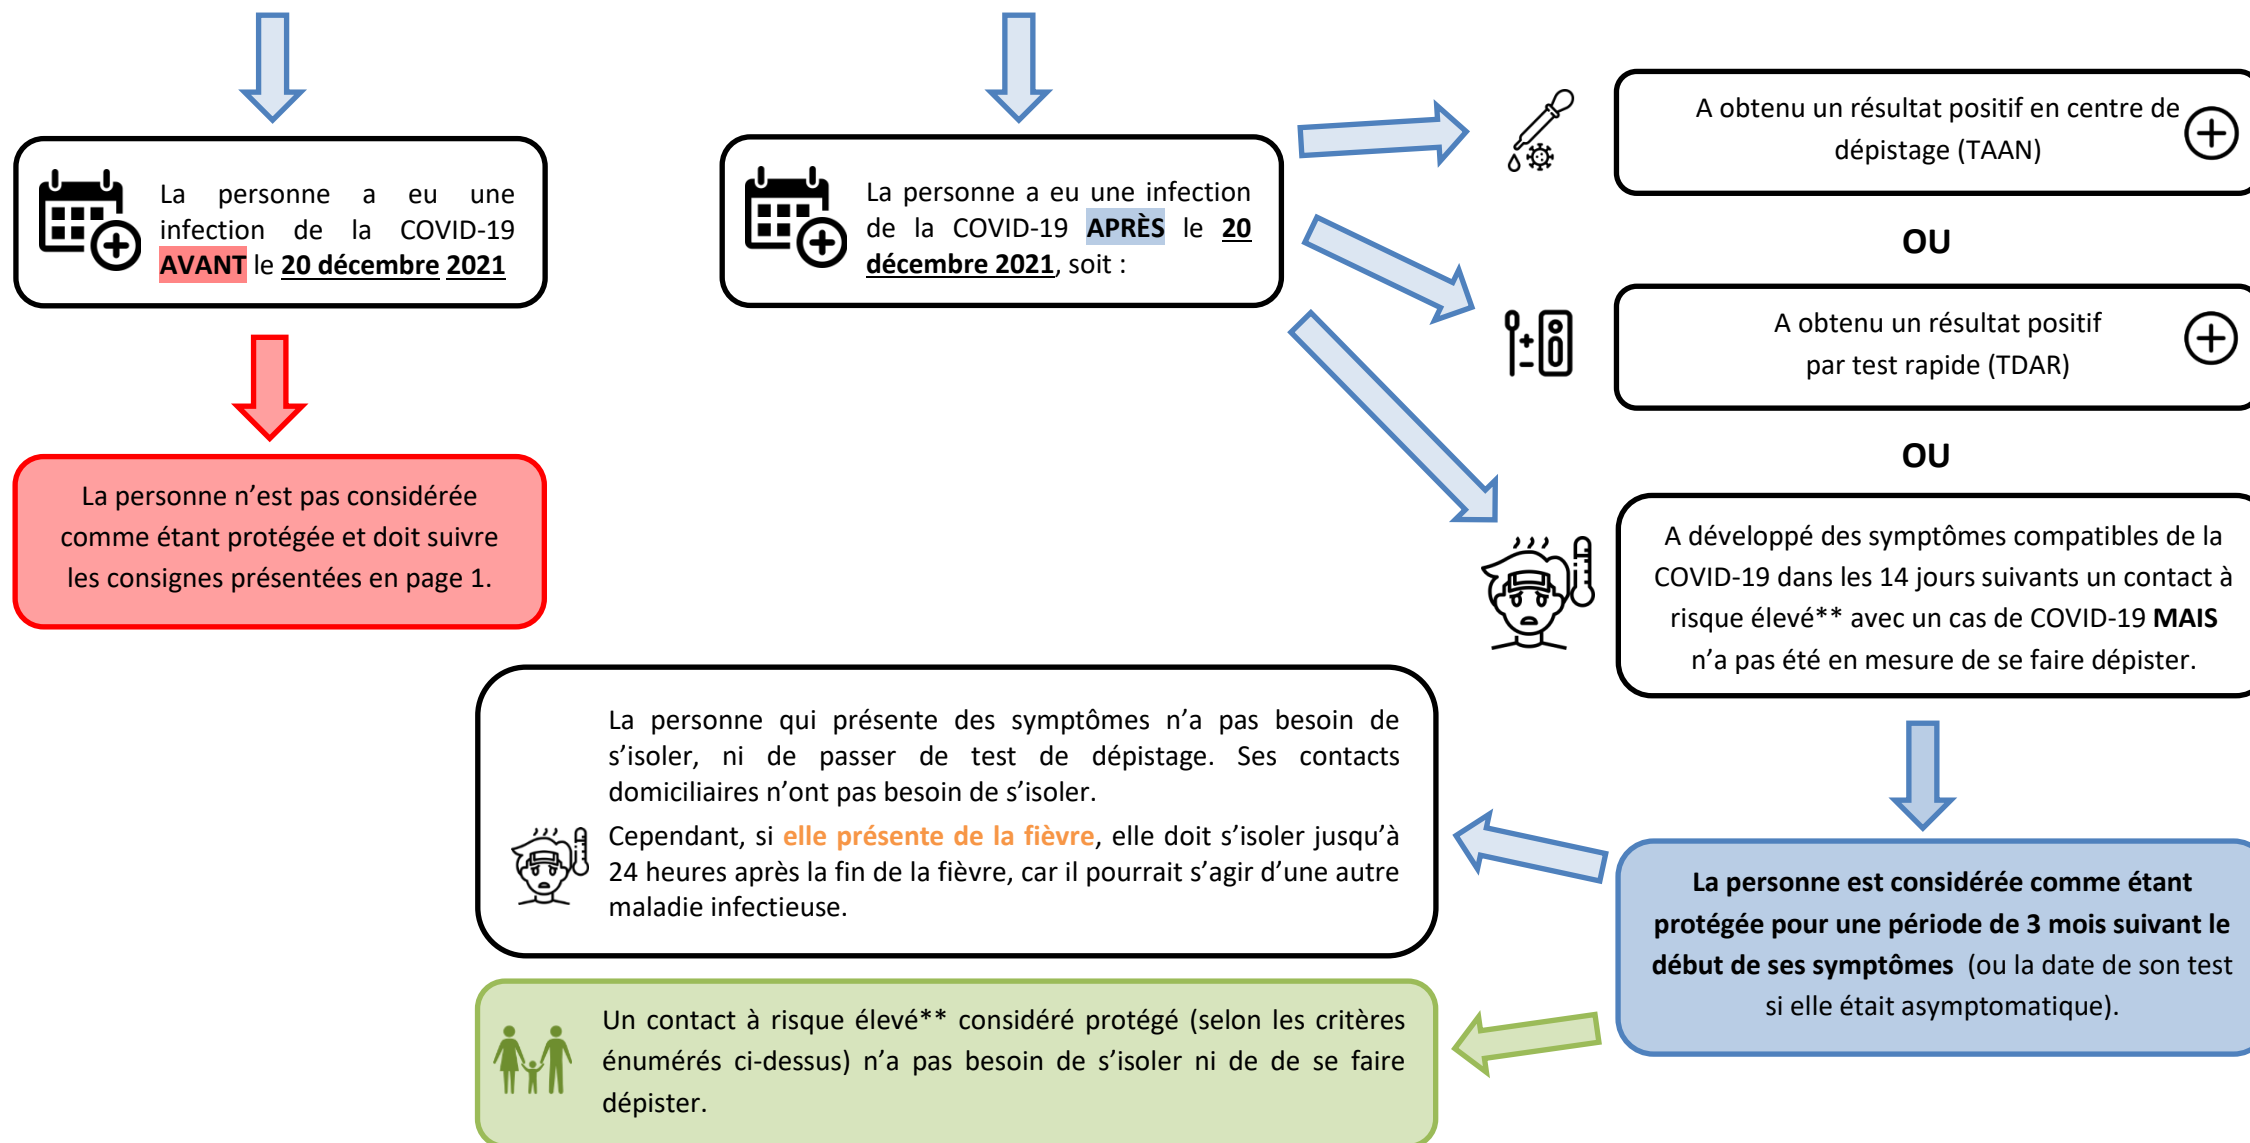 La personne a eu une
infection de la COVID-19
AVANT le 20 décembre 2021
La personne n’est pas considérée
comme étant protégée et doit suivre
les consignes présentées en page 1.
La personne a eu une infection
de la COVID-19 APRÈS le 20
décembre 2021, soit :
A obtenu un résultat positif en centre de
dépistage (TAAN)
OU
A obtenu un résultat positif
par test rapide (TDAR)
OU
A développé des symptômes compatibles de la
COVID-19 dans les 14 jours suivants un contact à
risque élevé** avec un cas de COVID-19 MAIS
n’a pas été en mesure de se faire dépister.
La personne est considérée comme étant
protégée pour une période de 3 mois suivant le
début de ses symptômes (ou la date de son test
si elle était asymptomatique).
La personne qui présente des symptômes n’a pas besoin de
s’isoler, ni de passer de test de dépistage. Ses contacts
domiciliaires n’ont pas besoin de s’isoler.
Cependant, si elle présente de la fièvre, elle doit s’isoler jusqu’à
24 heures après la fin de la fièvre, car il pourrait s’agir d’une autre
maladie infectieuse.
Un contact à risque élevé** considéré protégé (selon les critères
énumérés ci-dessus) n’a pas besoin de s’isoler ni de de se faire
dépister.